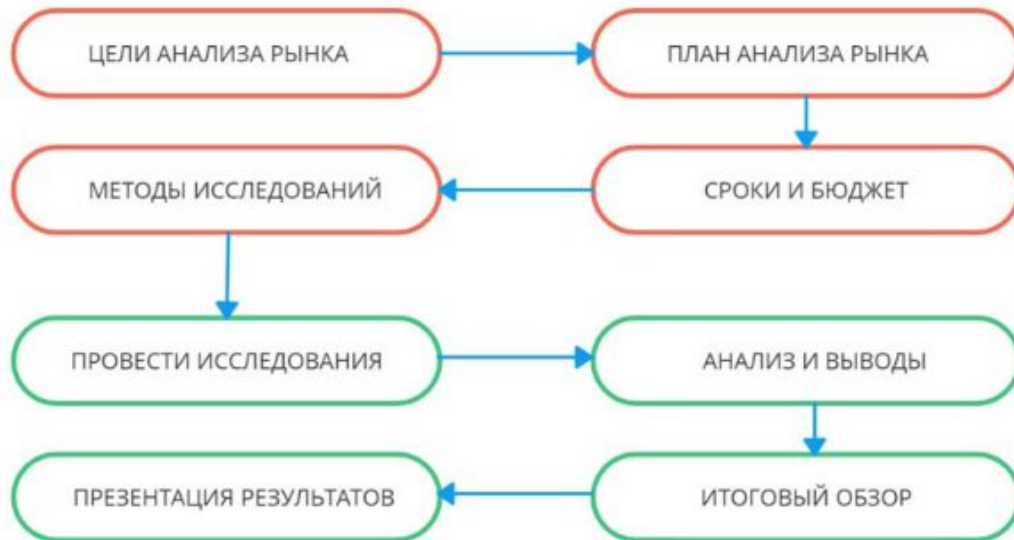 ЦЕЛИ АНАЛИЗА РЫНКА
ПЛАН АНАЛИЗА РЫНКА
МЕТОДЫ ИССЛЕДОВАНИЙ
СРОКИ И БЮДЖЕТ
ПРОВЕСТИ ИССЛЕДОВАНИЯ
АНАЛИЗ И ВЫВОДЫ
ПРЕЗЕНТАЦИЯ РЕЗУЛЬТАТОВ
ИТОГОВЫЙ ОБЗОР